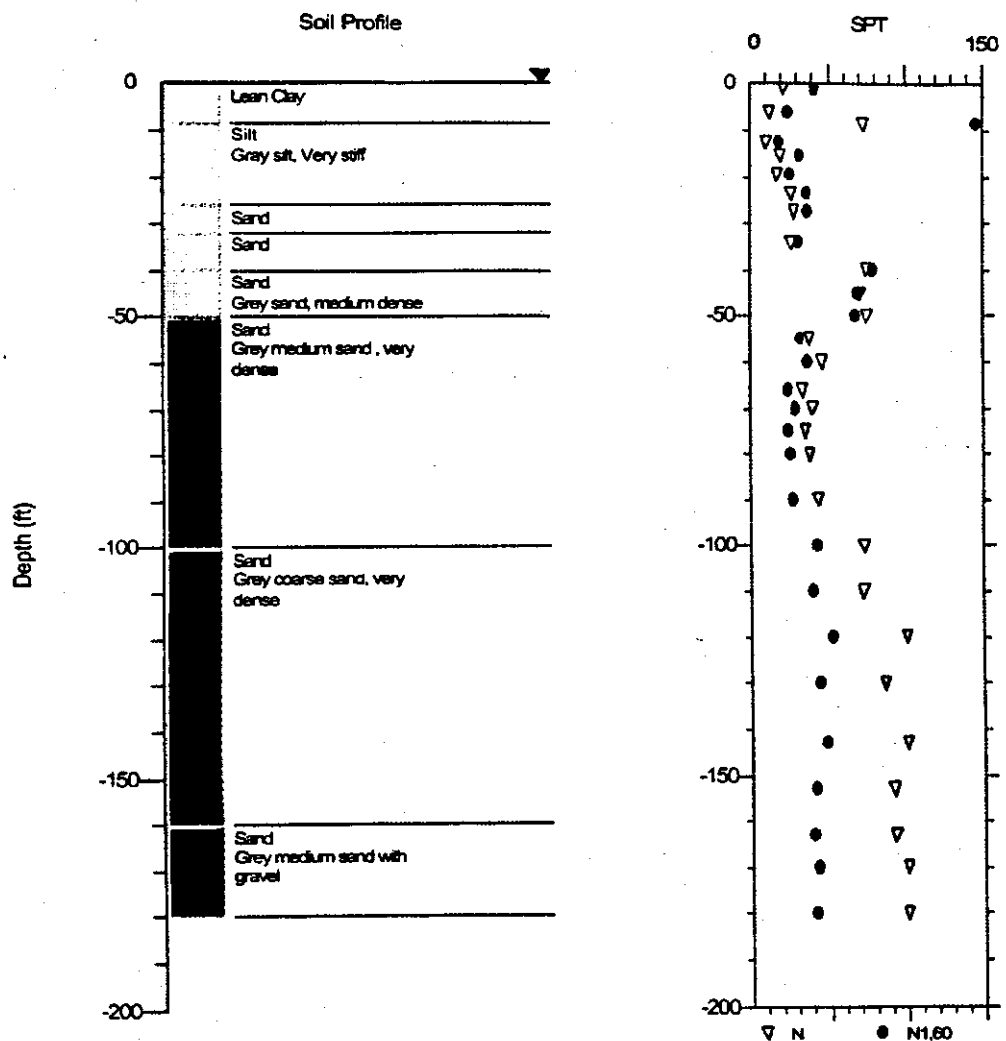 Soil Profile
SPT
0
150
0
Lean Clay
Silt
Gray silt, Very stiff
Sand
Sand
Sand
Grey sand, medium dense
Sand
Grey medium sand , very
dense
Sand
Grey coarse sand, very
dense
Sand
Grey medium sand with
gravel
-50
-100
-150
-200
Depth (ft)
0
-50
-100
-150
-200
N
N1,60